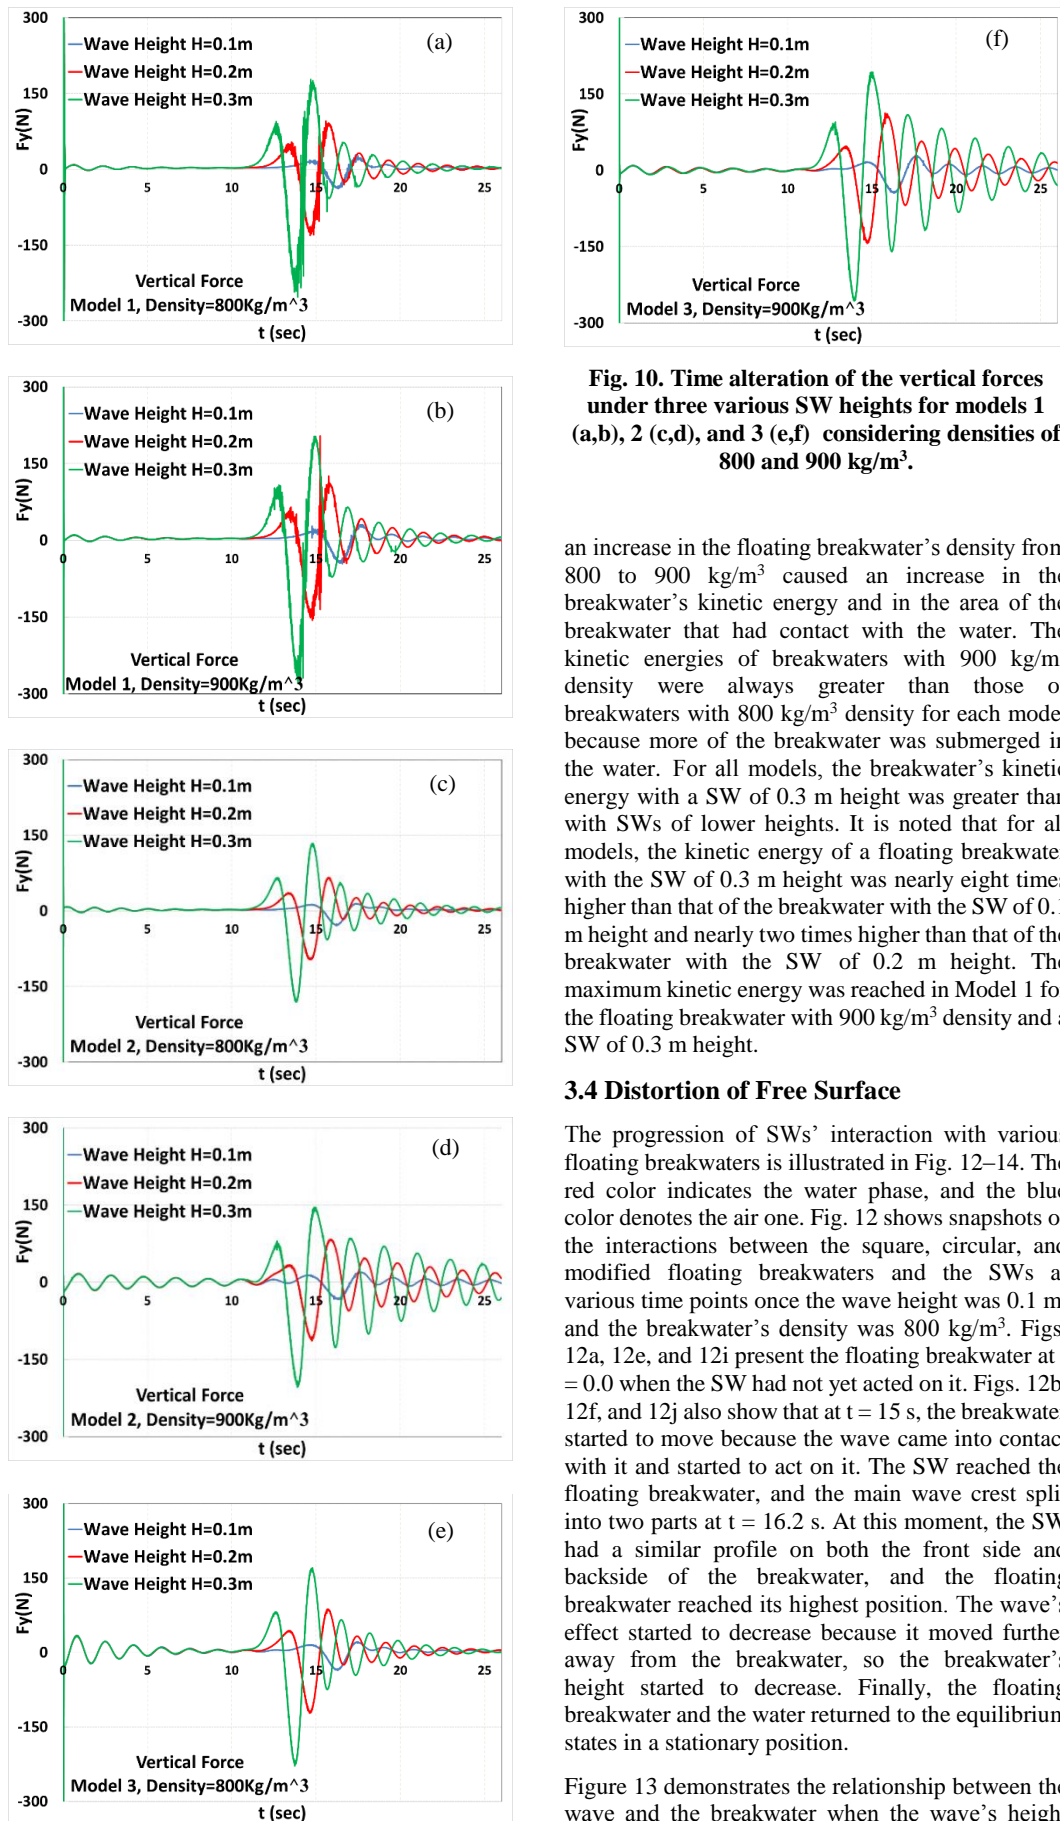 300
150
0
-150
-300
Fy(N)
Wave Height H=0.1m
Wave Height H=0.2m
Wave Height H=0.3m
(a)
0 5 10 15 20 25
Vertical Force
Model 1, Density=800Kg/m^3
t (sec)
300
150
0
-150
-300
Fy(N)
Wave Height H=0.1m
Wave Height H=0.2m
Wave Height H=0.3m
(b)
0 5 10 15 20 25
Vertical Force
Model 1, Density=900Kg/m^3
t (sec)
300
150
0
-150
-300
Fy(N)
Wave Height H=0.1m
Wave Height H=0.2m
Wave Height H=0.3m
(c)
0 5 10 15 20 25
Vertical Force
Model 2, Density=800Kg/m^3
t (sec)
300
150
0
-150
-300
Fy(N)
Wave Height H=0.1m
Wave Height H=0.2m
Wave Height H=0.3m
(d)
0 5 10 15 20 25
Vertical Force
Model 2, Density=900Kg/m^3
t (sec)
300
150
0
-150
-300
Fy(N)
Wave Height H=0.1m
Wave Height H=0.2m
Wave Height H=0.3m
(e)
0 5 10 15 20 25
Vertical Force
Model 3, Density=800Kg/m^3
t (sec)
300
150
0
-150
-300
Fy(N)
Wave Height H=0.1m
Wave Height H=0.2m
Wave Height H=0.3m
(f)
0 5 10 15 20 25
Vertical Force
Model 3, Density=900Kg/m^3
t (sec)
Fig. 10. Time alteration of the vertical forces
under three various SW heights for models 1
(a,b), 2 (c,d), and 3 (e,f) considering densities of
800 and 900 kg/m³.
an increase in the floating breakwater's density from
800 to 900 kg/m³ caused an increase in the
breakwater's kinetic energy and in the area of the
breakwater that had contact with the water. The
kinetic energies of breakwaters with 900 kg/m
density were always greater than those o
breakwaters with 800 kg/m³ density for each mode
because more of the breakwater was submerged in
the water. For all models, the breakwater's kinetic
energy with a SW of 0.3 m height was greater than
with SWs of lower heights. It is noted that for al
models, the kinetic energy of a floating breakwate
with the SW of 0.3 m height was nearly eight times
higher than that of the breakwater with the SW of 0.1
m height and nearly two times higher than that of the
breakwater with the SW of 0.2 m height. The
maximum kinetic energy was reached in Model 1 fo
the floating breakwater with 900 kg/m³ density and a
SW of 0.3 m height.
3.4 Distortion of Free Surface
The progression of SWs' interaction with various
floating breakwaters is illustrated in Fig. 12–14. The
red color indicates the water phase, and the blue
color denotes the air one. Fig. 12 shows snapshots o
the interactions between the square, circular, and
modified floating breakwaters and the SWs a
various time points once the wave height was 0.1 m
and the breakwater's density was 800 kg/m³. Figs.
12a, 12e, and 12i present the floating breakwater at
= 0.0 when the SW had not yet acted on it. Figs. 12b
12f, and 12j also show that at t = 15 s, the breakwate
started to move because the wave came into contac
with it and started to act on it. The SW reached the
floating breakwater, and the main wave crest spli
into two parts at t = 16.2 s. At this moment, the SW
had a similar profile on both the front side and
backside of the breakwater, and the floating
breakwater reached its highest position. The wave's
effect started to decrease because it moved furthe
away from the breakwater, so the breakwater's
height started to decrease. Finally, the floating
breakwater and the water returned to the equilibrium
states in a stationary position.
Figure 13 demonstrates the relationship between the
wave and the breakwater when the wave's heigh